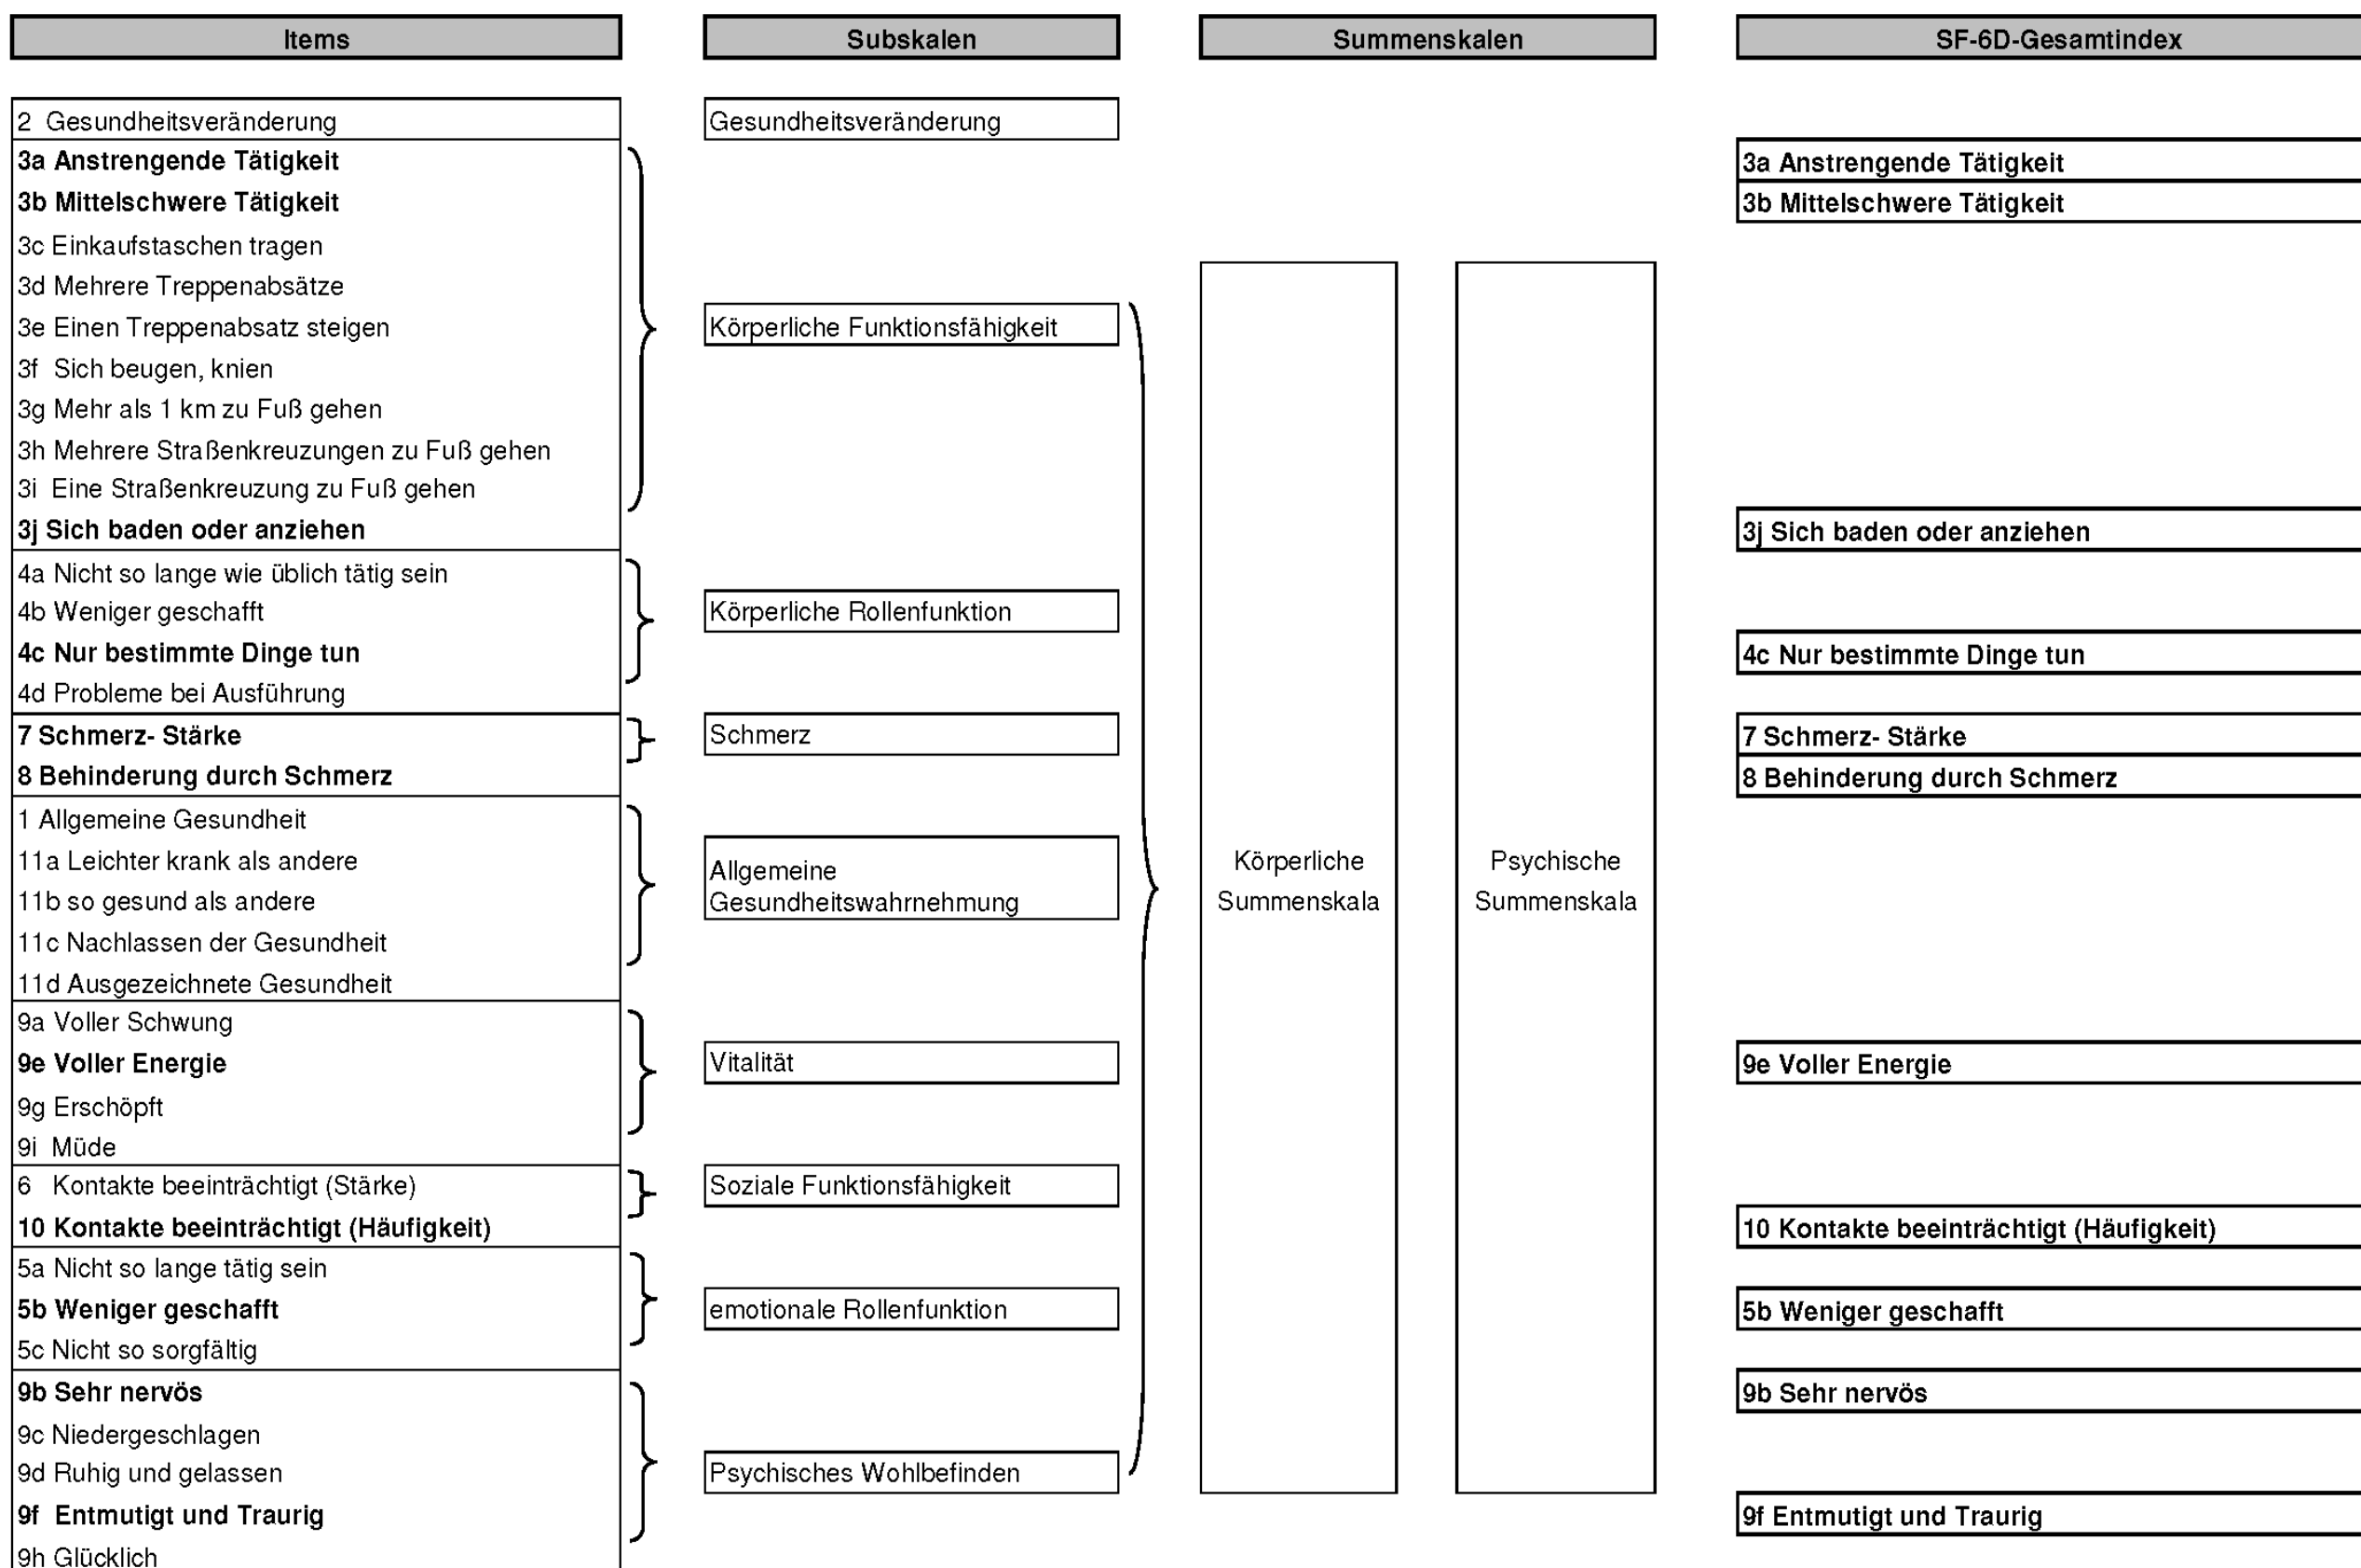 Items
Subskalen
Summenskalen
SF-6D-Gesamtindex
2  Gesundheitsveränderung
3a Anstrengende Tätigkeit
3b Mittelschwere Tätigkeit
3c Einkaufstaschen tragen
3d Mehrere Treppenabsätze
3e Einen Treppenabsatz steigen
3f  Sich beugen, knien
3g Mehr als 1 km zu Fuß gehen
3h Mehrere Straßenkreuzungen zu Fuß gehen
3i  Eine Straßenkreuzung zu Fuß gehen
3j Sich baden oder anziehen
4a Nicht so lange wie üblich tätig sein
4b Weniger geschafft
4c Nur bestimmte Dinge tun
4d Probleme bei Ausführung
7 Schmerz- Stärke
8 Behinderung durch Schmerz
1 Allgemeine Gesundheit
11a Leichter krank als andere
11b so gesund als andere
11c Nachlassen der Gesundheit
11d Ausgezeichnete Gesundheit
9a Voller Schwung
9e Voller Energie
9g Erschöpft
9i  Müde
6   Kontakte beeinträchtigt (Stärke)
10 Kontakte beeinträchtigt (Häufigkeit)
5a Nicht so lange tätig sein
5b Weniger geschafft
5c Nicht so sorgfältig
9b Sehr nervös
9c Niedergeschlagen
9d Ruhig und gelassen
9f  Entmutigt und Traurig
9h Glücklich
Gesundheitsveränderung
Körperliche Funktionsfähigkeit
Körperliche Rollenfunktion
Schmerz
Allgemeine
Gesundheitswahrnehmung
Vitalität
Soziale Funktionsfähigkeit
emotionale Rollenfunktion
Psychisches Wohlbefinden
Körperliche
Summenskala
Psychische
Summenskala
3a Anstrengende Tätigkeit
3b Mittelschwere Tätigkeit
3j Sich baden oder anziehen
4c Nur bestimmte Dinge tun
7 Schmerz- Stärke
8 Behinderung durch Schmerz
9e Voller Energie
10 Kontakte beeinträchtigt (Häufigkeit)
5b Weniger geschafft
9b Sehr nervös
9f Entmutigt und Traurig